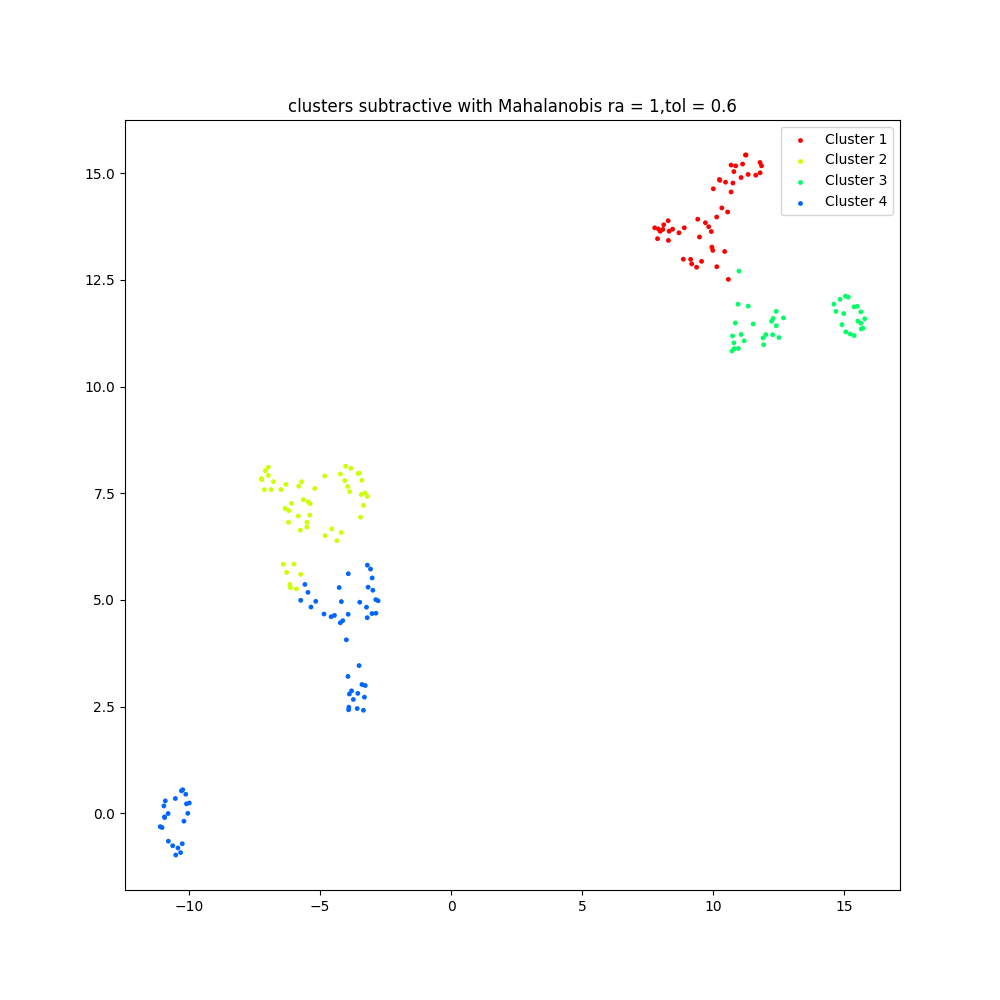 clusters subtractive with Mahalanobis ra = 1,tol = 0.6
Cluster 1
Cluster 2
Cluster 3
Cluster 4
15.0
12.5
10.0
7.5
5.0
2.5
0.0
−10
−5
0
5
10
15